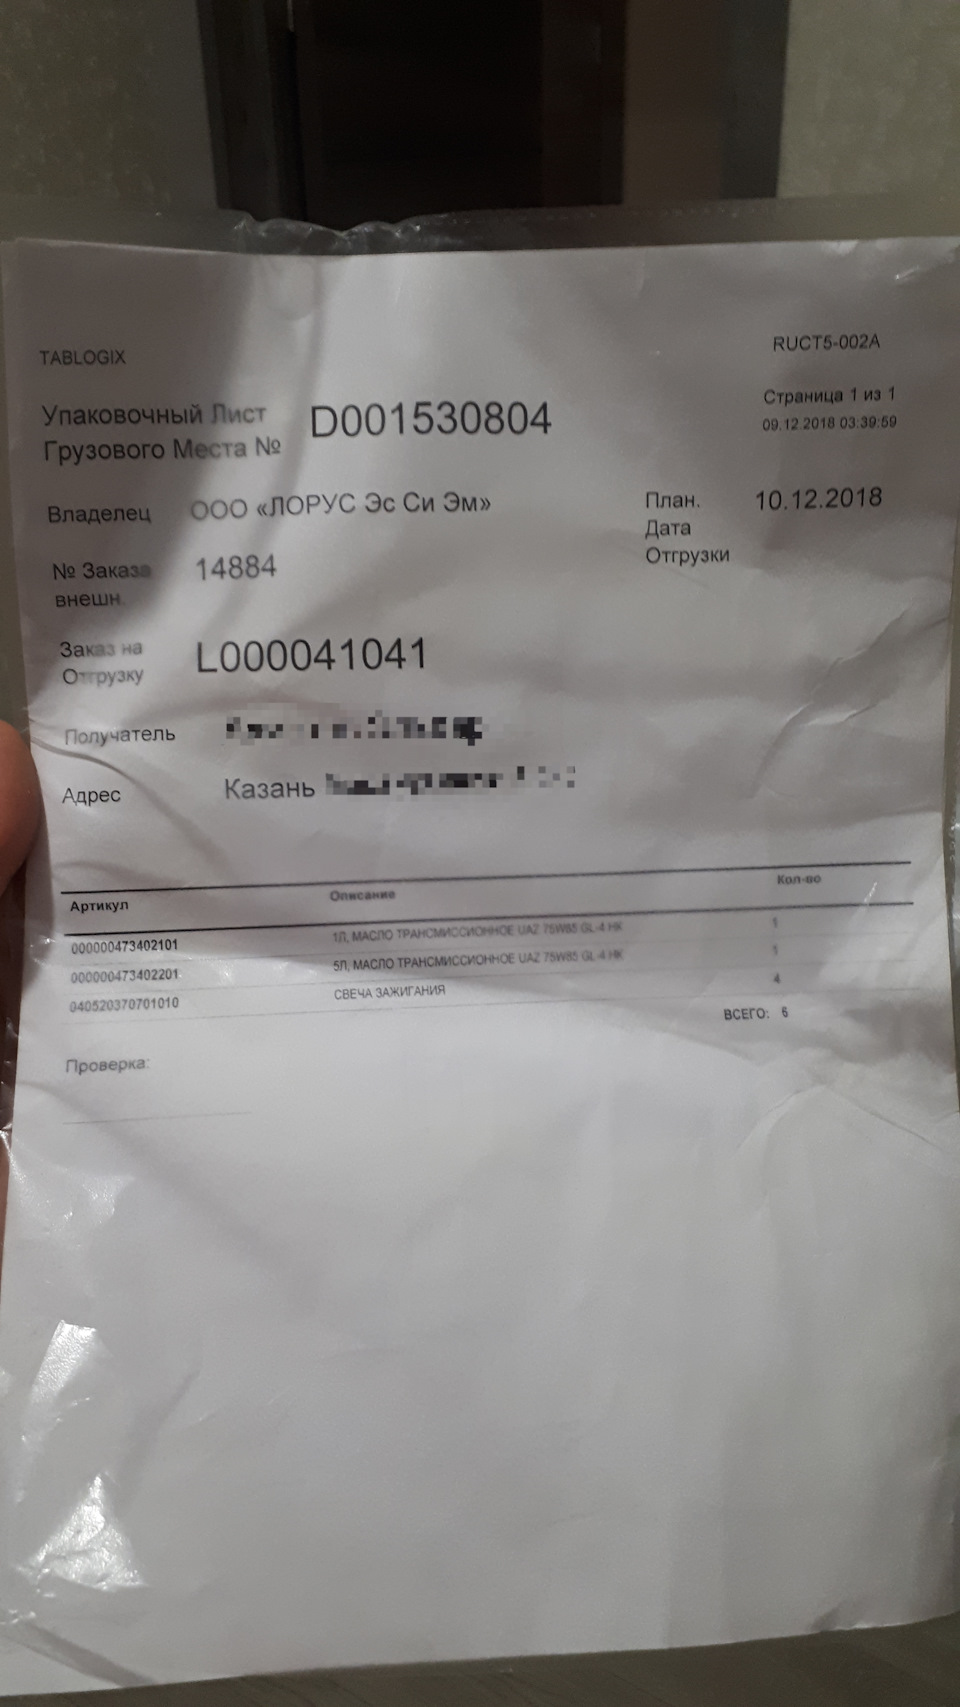 TABLOGIX
RUCT5-002A
Упаковочный Лист
Грузового Места №
D001530804
Страница 1 из 1
09.12.2018 03:39:59
Владелец ООО «ЛОРУС Эс Си Эм»
План.
Дата
Отгрузки
10.12.2018
№ Заказа
внешн.
14884
Заказ на
Отгрузку
L000041041
Получатель
Адрес Казань
Артикул Описание Кол-во
000000473402101 1Л, МАСЛО ТРАНСМИССИОННОЕ UAZ 75W85 GL-4 НК 1
000000473402201 5Л, МАСЛО ТРАНСМИССИОННОЕ UAZ 75W85 GL-4 НК 1
040520370701010 СВЕЧА ЗАЖИГАНИЯ 4
ВСЕГО: 6
Проверка: